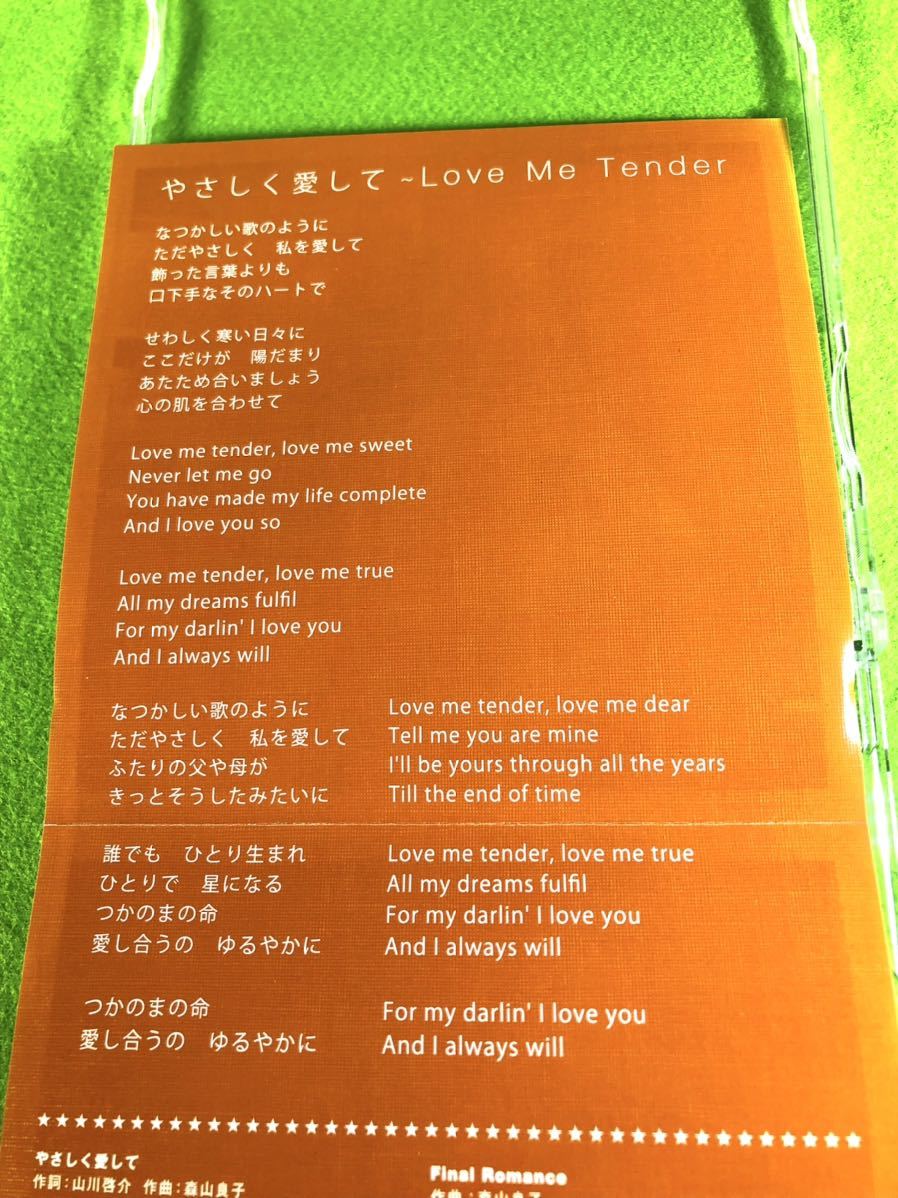 やさしく愛して ~Love Me Tender
なつかしい歌のように
ただやさしく　私を愛して
飾った言葉よりも
口下手なそのハートで
せわしく寒い日々に
ここだけが　陽だまり
あたため合いましょう
心の肌を合わせて
Love me tender, love me sweet
Never let me go
You have made my life complete
And I love you so
Love me tender, love me true
All my dreams fulfil
For my darlin' I love you
And I always will
なつかしい歌のように
ただやさしく　私を愛して
ふたりの父や母が
きっとそうしたみたいに
Love me tender, love me dear
Tell me you are mine
I'll be yours through all the years
Till the end of time
誰でも　ひとり生まれ
ひとりで　星になる
つかのまの命
愛し合うの　ゆるやかに
Love me tender, love me true
All my dreams fulfil
For my darlin' I love you
And I always will
つかのまの命
愛し合うの　ゆるやかに
For my darlin' I love you
And I always will
やさしく愛して
作詞：山川啓介　作曲：森山良子
Final Romance
作曲：森山良子